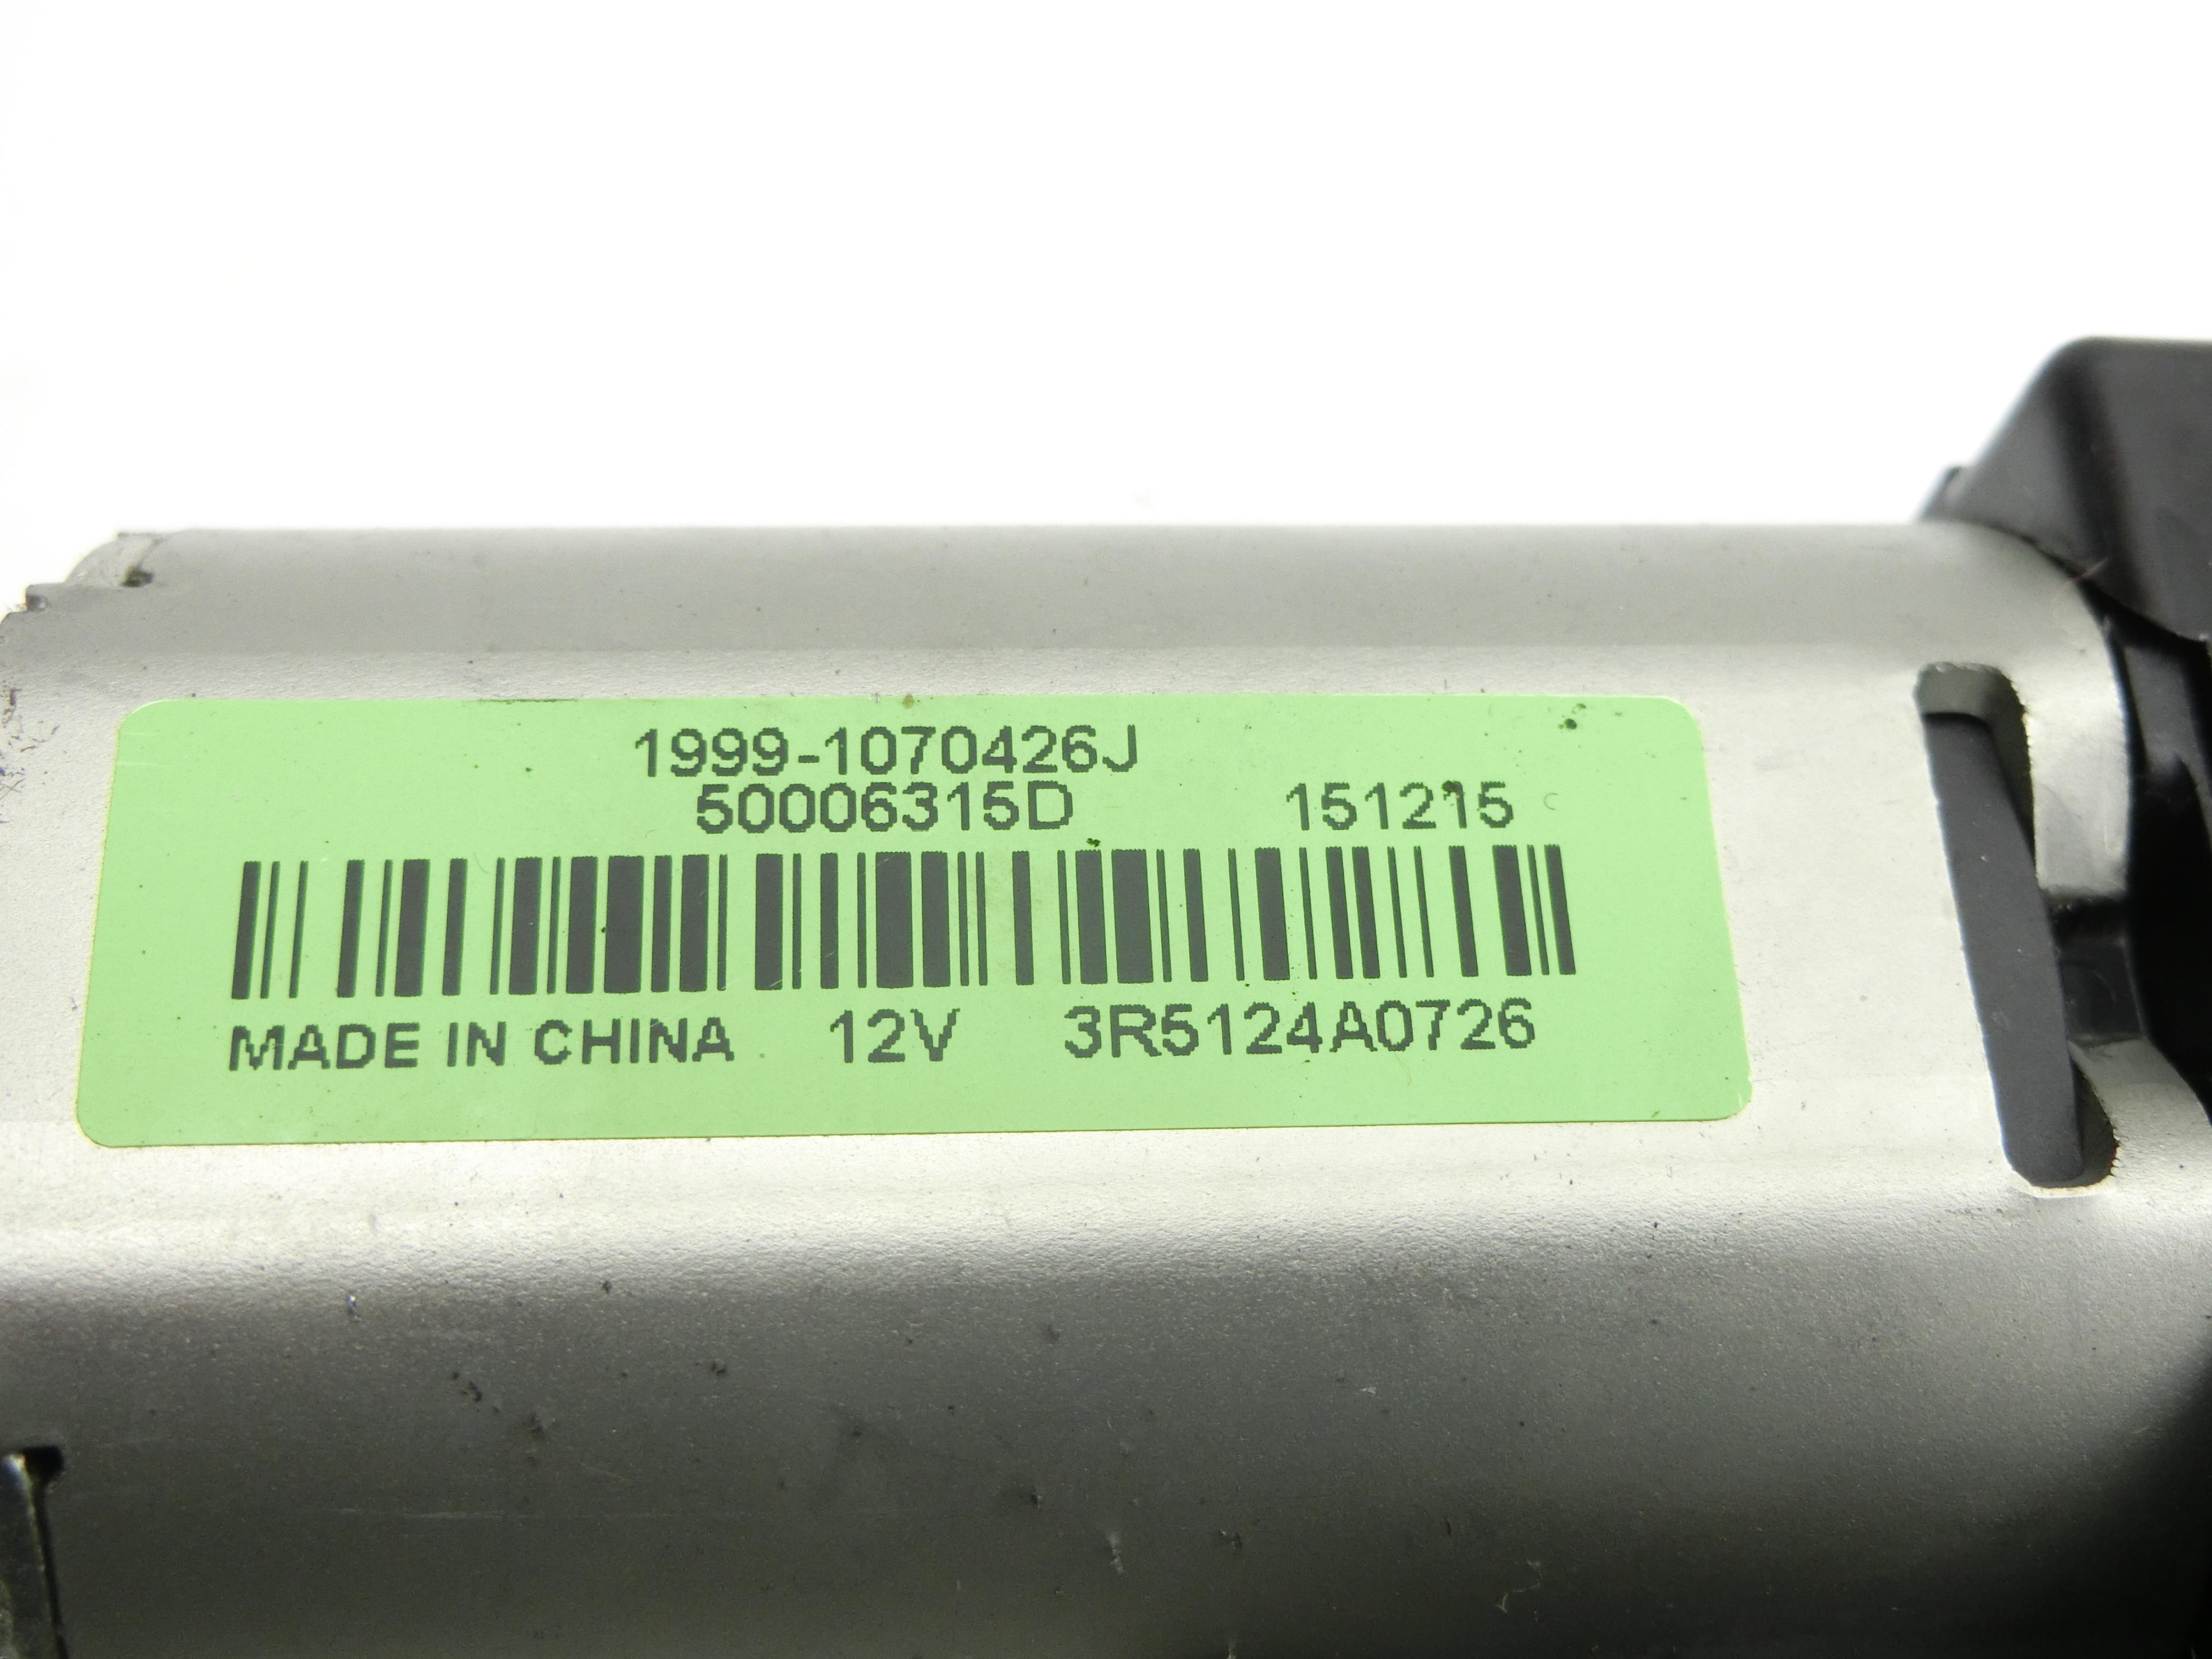 1999-1070426J
50006315D 151215
MADE IN CHINA 12V 3R5124A0726